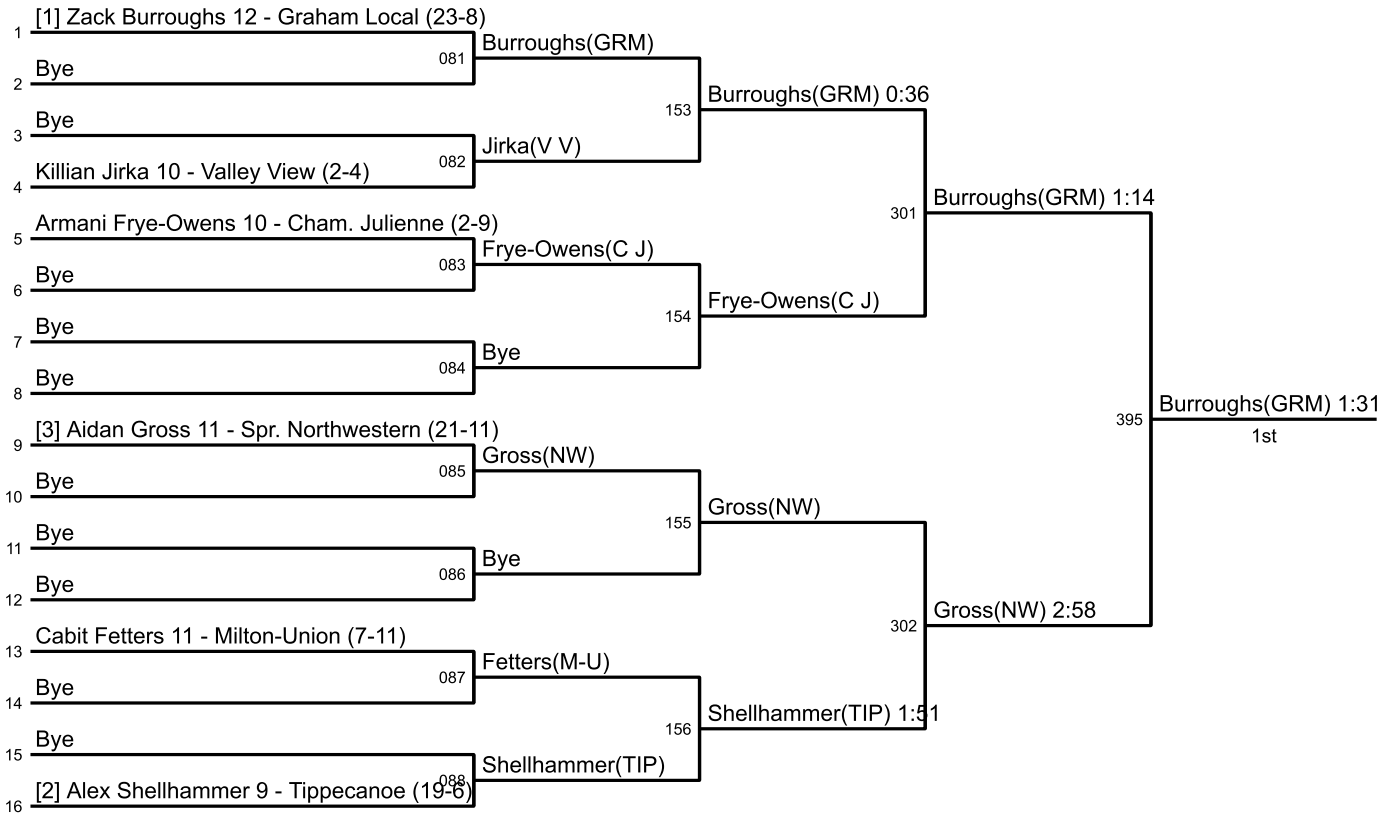 [1] Zack Burroughs 12 - Graham Local (23-8)
1
Burroughs(GRM)
081
Bye
2
Burroughs(GRM) 0:36
153
Bye
3
Jirka(V V)
082
Killian Jirka 10 - Valley View (2-4)
4
Burroughs(GRM) 1:14
301
Armani Frye-Owens 10 - Cham. Julienne (2-9)
5
Frye-Owens(C J)
083
Bye
6
Frye-Owens(C J)
154
Bye
7
Bye
084
Bye
8
Burroughs(GRM) 1:31
395
1st
[3] Aidan Gross 11 - Spr. Northwestern (21-11)
9
Gross(NW)
085
Bye
10
Gross(NW)
155
Bye
11
Bye
086
Bye
12
Gross(NW) 2:58
302
Cabit Fetters 11 - Milton-Union (7-11)
13
Fetters(M-U)
087
Bye
14
Shellhammer(TIP) 1:51
156
Bye
15
Shellhammer(TIP)
088
[2] Alex Shellhammer 9 - Tippecanoe (19-6)
16